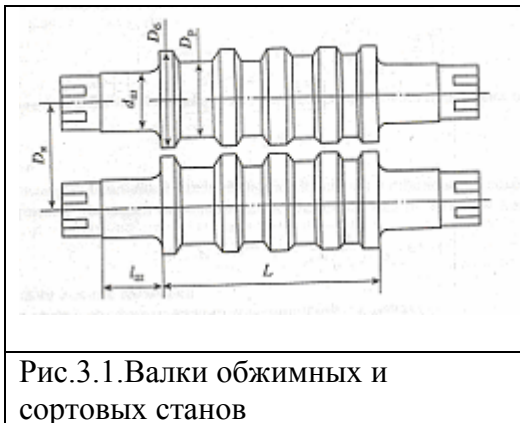 Dб
Dр
dш
Dн
lш
L
Рис.3.1.Валки обжимных и
сортовых станов